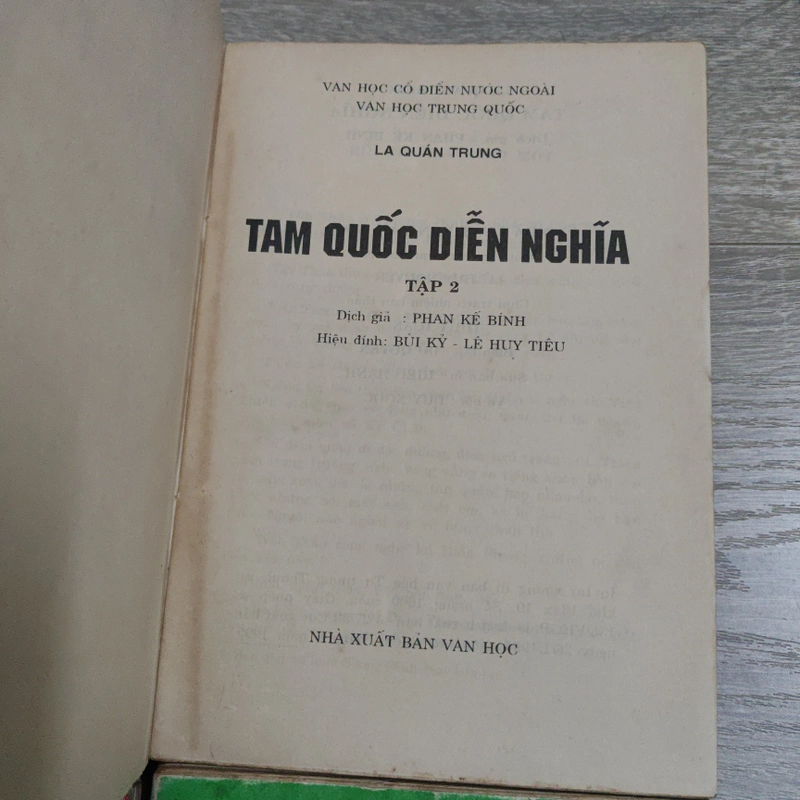 VĂN HỌC CỔ ĐIỂN NƯỚC NGOÀI
VĂN HỌC TRUNG QUỐC
LA QUÁN TRUNG
TAM QUỐC DIỄN NGHĨA
TẬP 2
Dịch giả : PHAN KẾ BÍNH
Hiệu đính: BÙI KỶ - LÊ HUY TIÊU
NHÀ XUẤT BẢN VĂN HỌC